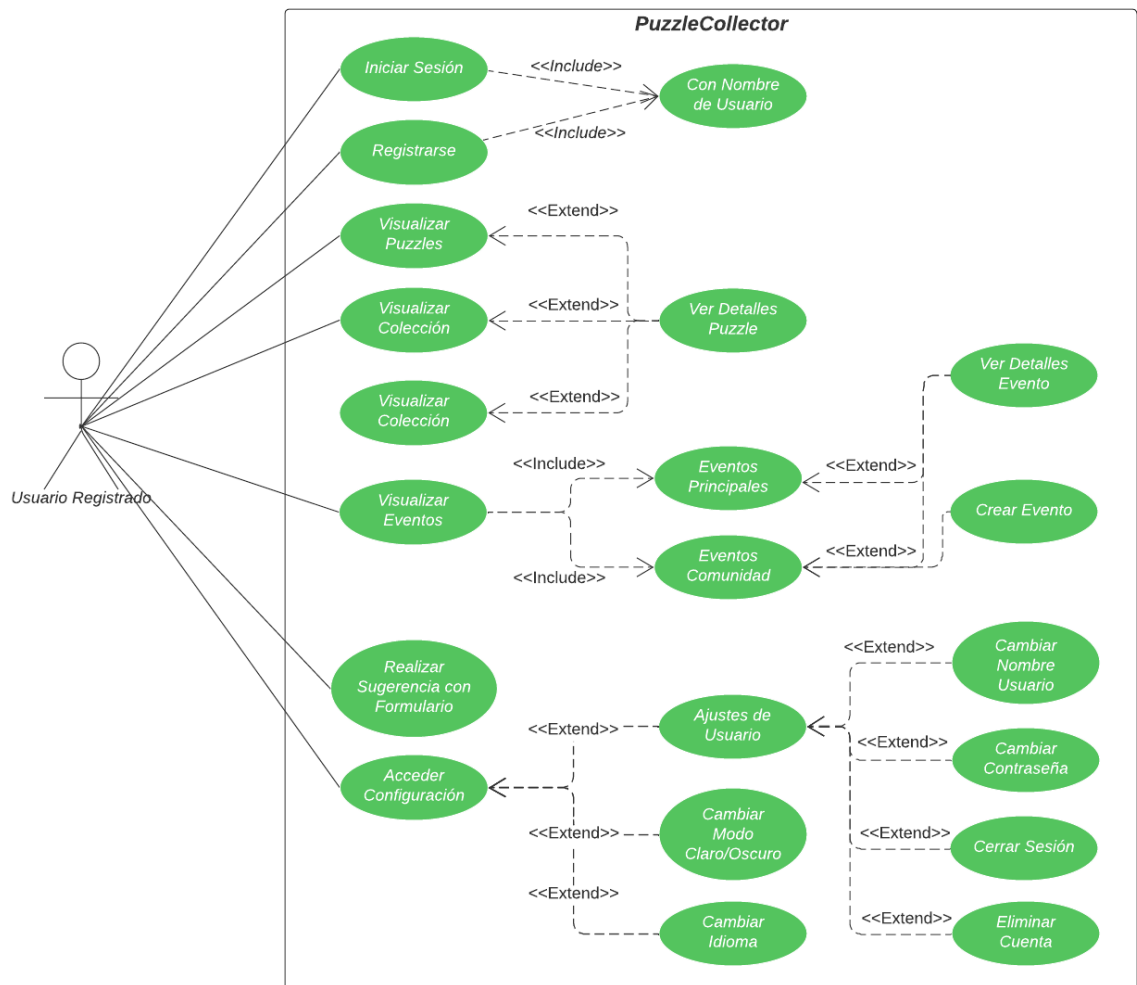 PuzzleCollector
Iniciar Sesión
<<Include>>
Con Nombre
de Usuario
<<Include>>
Registrarse
<<Extend>>
Visualizar
Puzzles
<<Extend>>
Visualizar
Colección
Ver Detalles
Puzzle
<<Extend>>
Visualizar
Colección
Ver Detalles
Evento
Usuario Registrado
<<Include>>
Eventos
Principales
<<Extend>>
Visualizar
Eventos
Crear Evento
<<Include>>
Eventos
Comunidad
<<Extend>>
Realizar
Sugerencia con
Formulario
<<Extend>>
Cambiar
Nombre
Usuario
<<Extend>>
Ajustes de
Usuario
<<Extend>>
Cambiar
Contraseña
Acceder
Configuración
<<Extend>>
Cambiar
Modo
Claro/Oscuro
<<Extend>>
Cerrar Sesión
<<Extend>>
Cambiar
Idioma
<<Extend>>
Eliminar
Cuenta